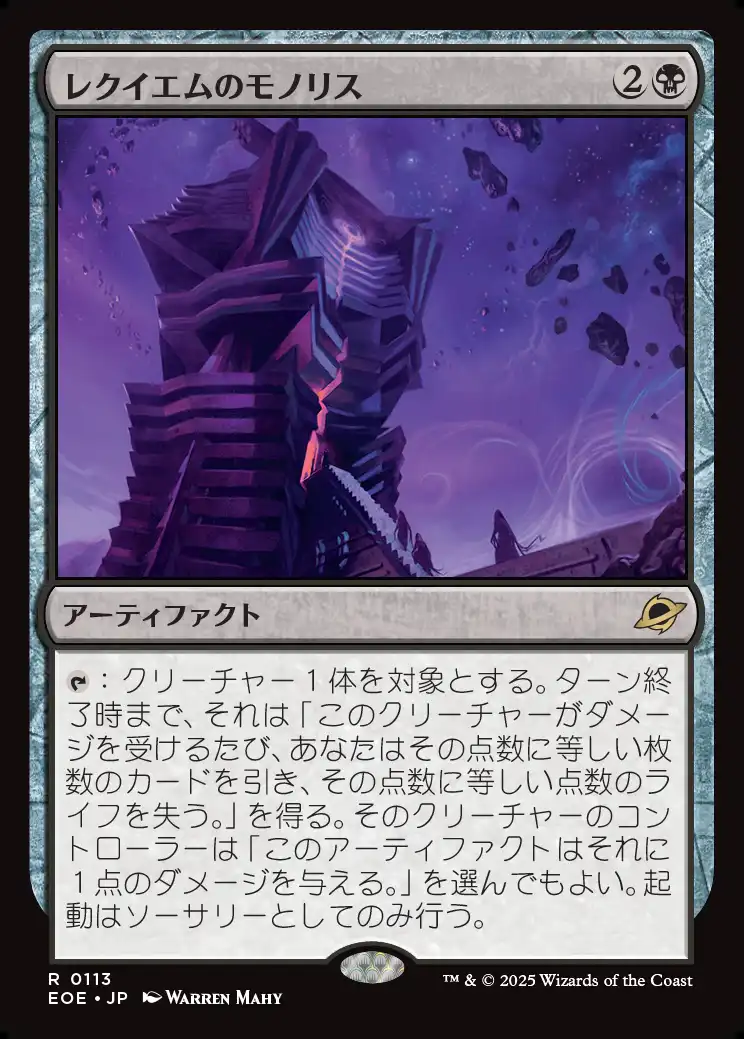 レクイエムのモノリス 2
アーティファクト
：クリーチャー１体を対象とする。ターン終
了時まで、それは「このクリーチャーがダメー
ジを受けるたび、あなたはその点数に等しい枚
数のカードを引き、その点数に等しい点数のラ
イフを失う。」を得る。そのクリーチャーのコン
トローラーは「このアーティファクトはそれに
１点のダメージを与える。」を選んでもよい。起
動はソーサリーとしてのみ行う。
R 0113
EOE • JP WARREN MAHY
™ & © 2025 Wizards of the Coast